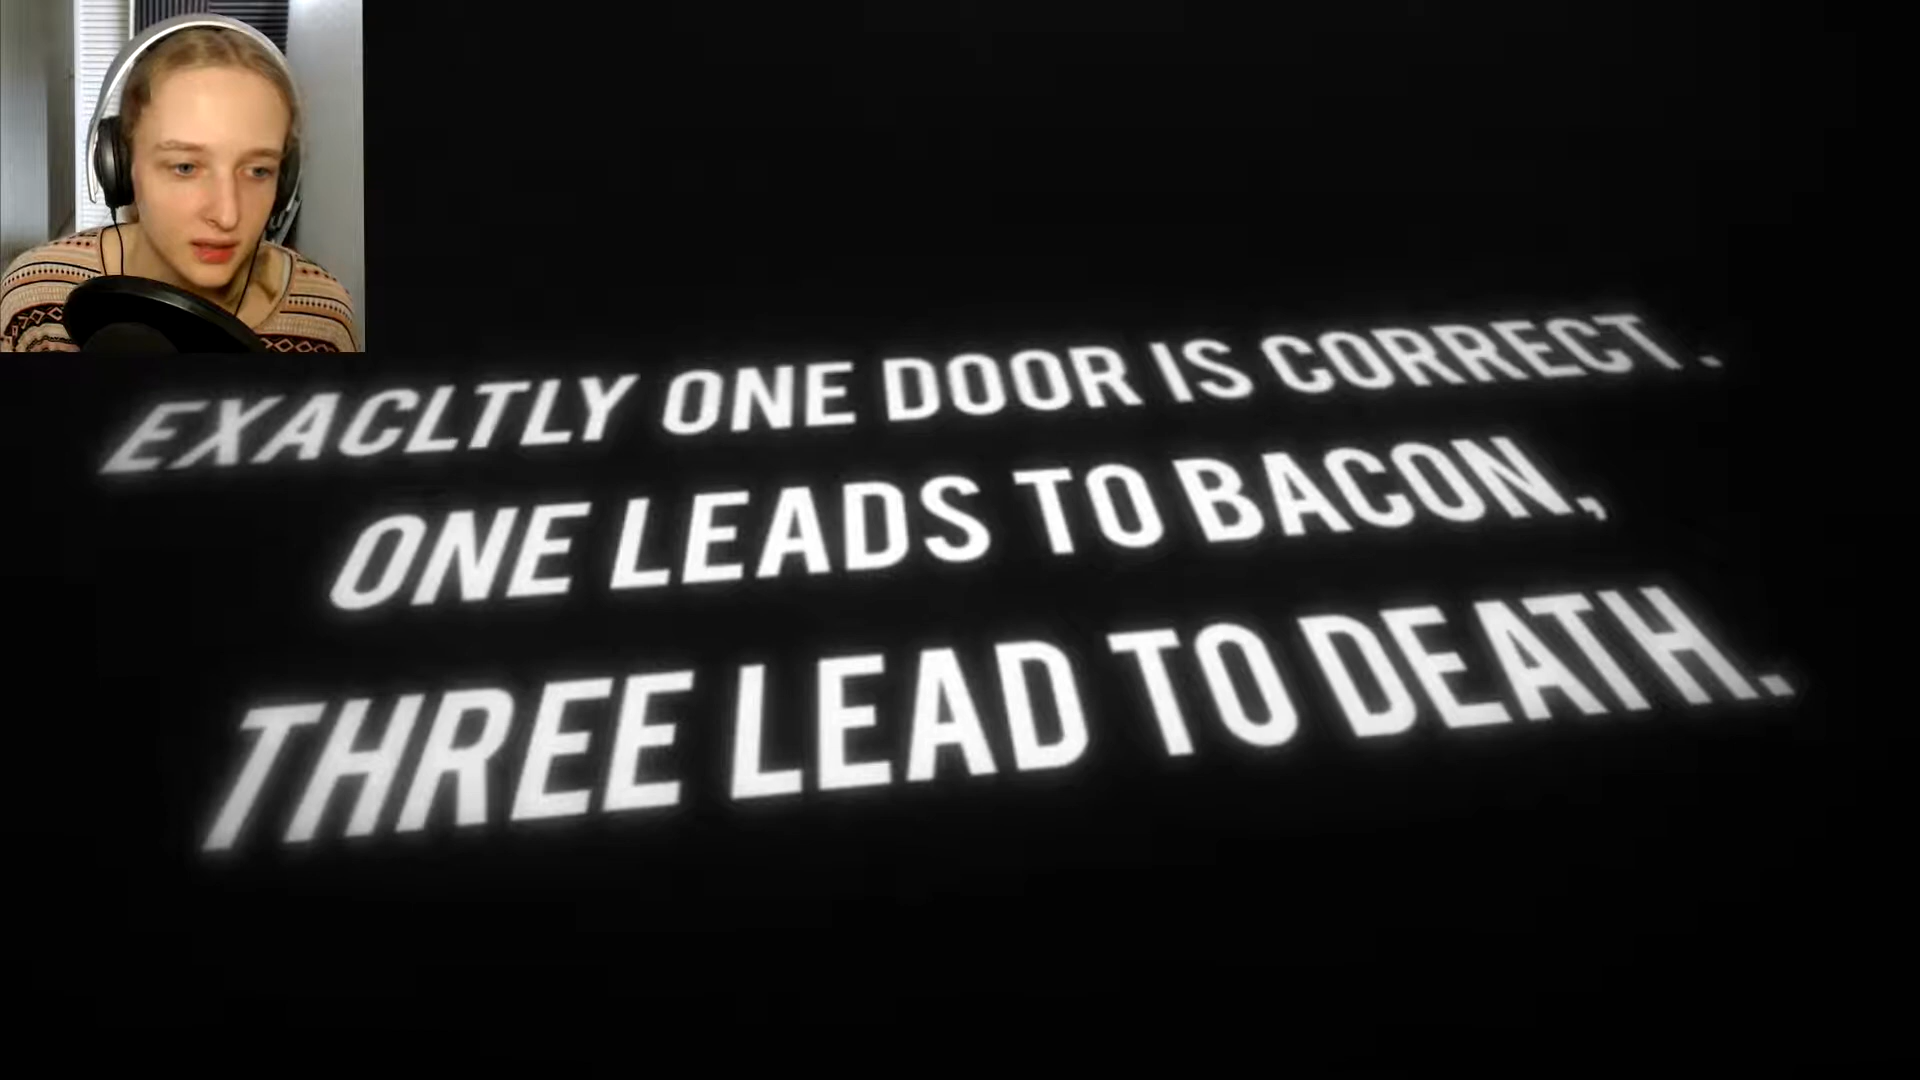 EXACLTLY ONE DOOR IS CORRECT.
ONE LEADS TO BACON,
THREE LEAD TO DEATH.